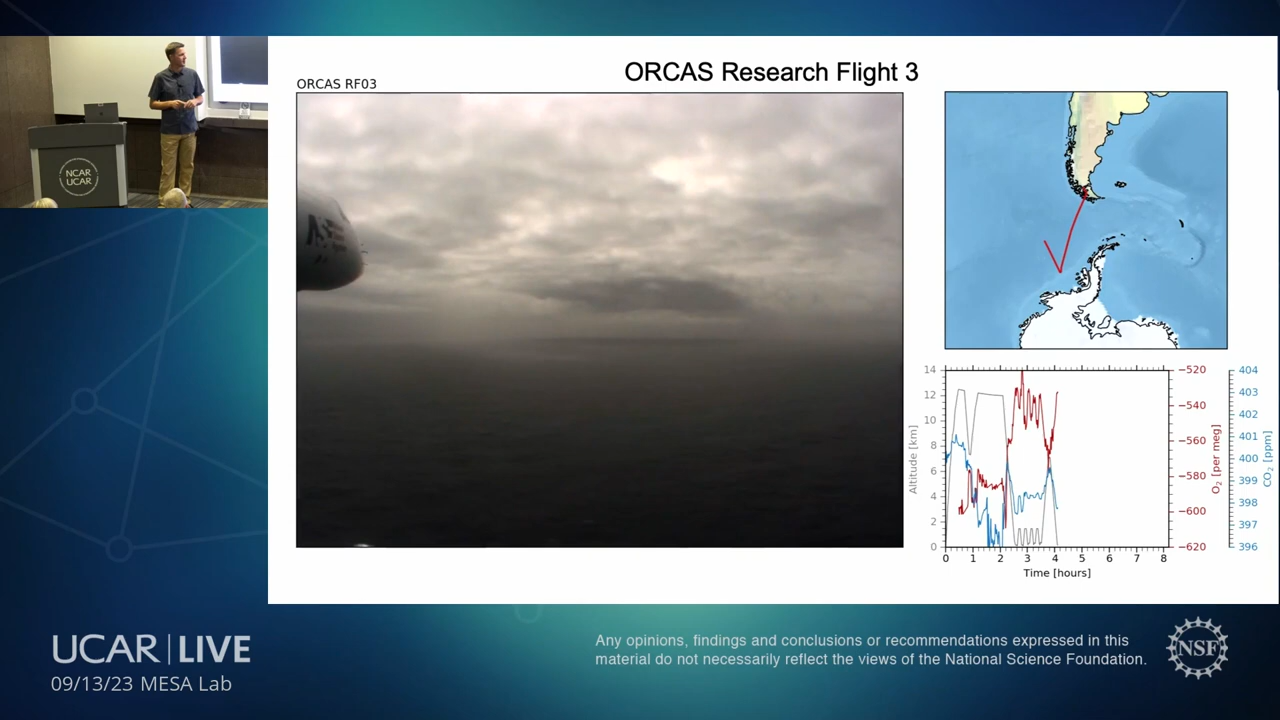 ORCAS Research Flight 3
ORCAS RF03
NCAR
UCAR
14
12
10
8
6
4
2
0
Altitude [km]
0 1 2 3 4 5 6 7 8
Time [hours]
−520
−540
−560
−580
−600
−620
O₂ [per meg]
404
403
402
401
400
399
398
397
396
CO₂ [ppm]
UCAR | LIVE
09/13/23 MESA Lab
Any opinions, findings and conclusions or recommendations expressed in this
material do not necessarily reflect the views of the National Science Foundation.
NSF